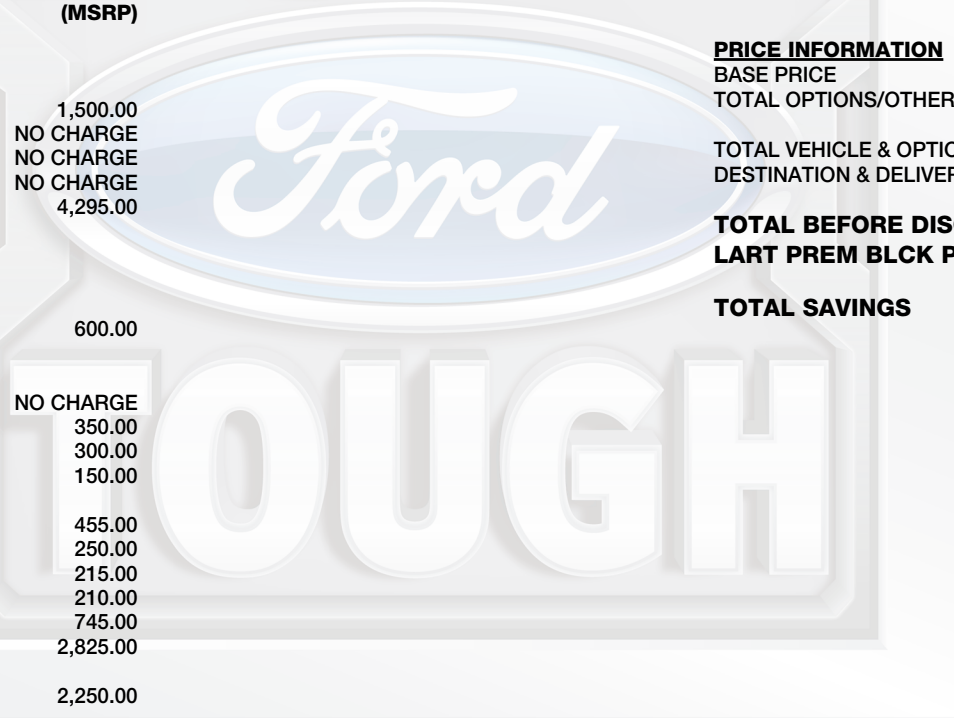 (MSRP)
1,500.00
NO CHARGE
NO CHARGE
NO CHARGE
4,295.00
600.00
NO CHARGE
350.00
300.00
150.00
455.00
250.00
215.00
210.00
745.00
2,825.00
2,250.00
Ford
TOUGH
PRICE INFORMATION
BASE PRICE
TOTAL OPTIONS/OTHER
TOTAL VEHICLE & OPTIO
DESTINATION & DELIVER
TOTAL BEFORE DIS
LART PREM BLCK P
TOTAL SAVINGS